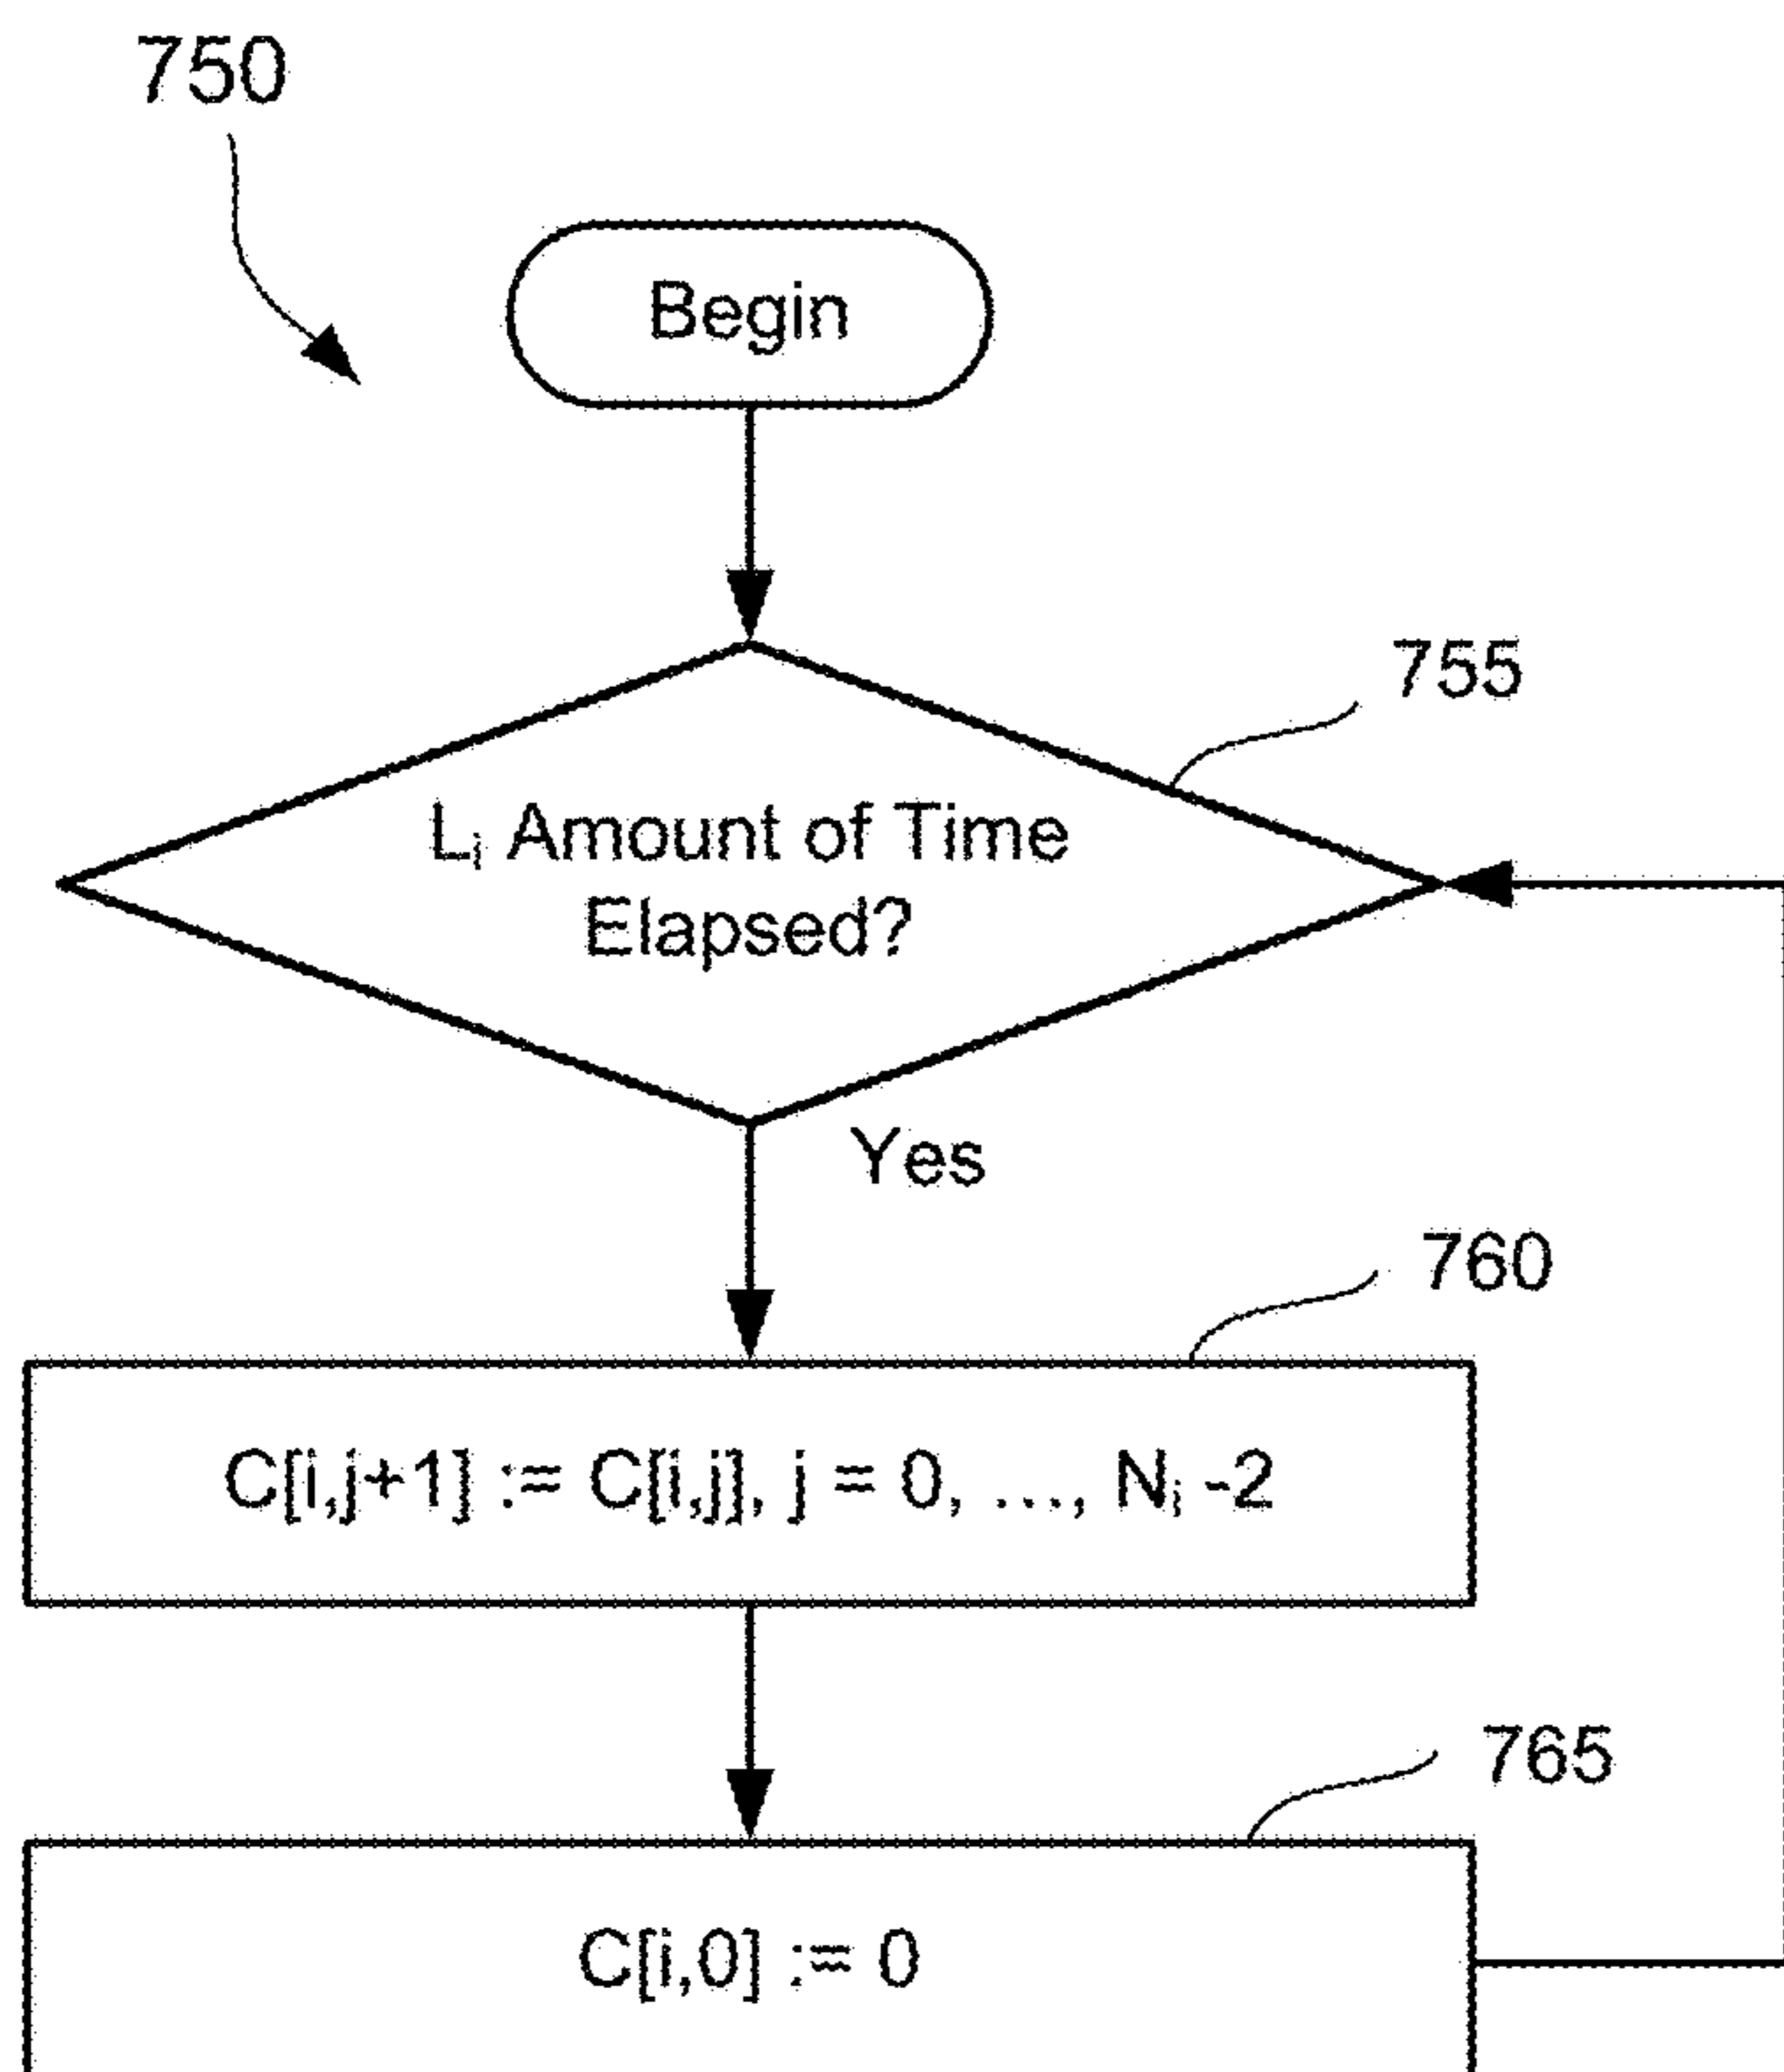 750
Begin
755
Lᵢ Amount of Time
Elapsed?
Yes
760
C[i,j+1] := C[i,j], j = 0, ..., Nᵢ -2
765
C[i,0] := 0